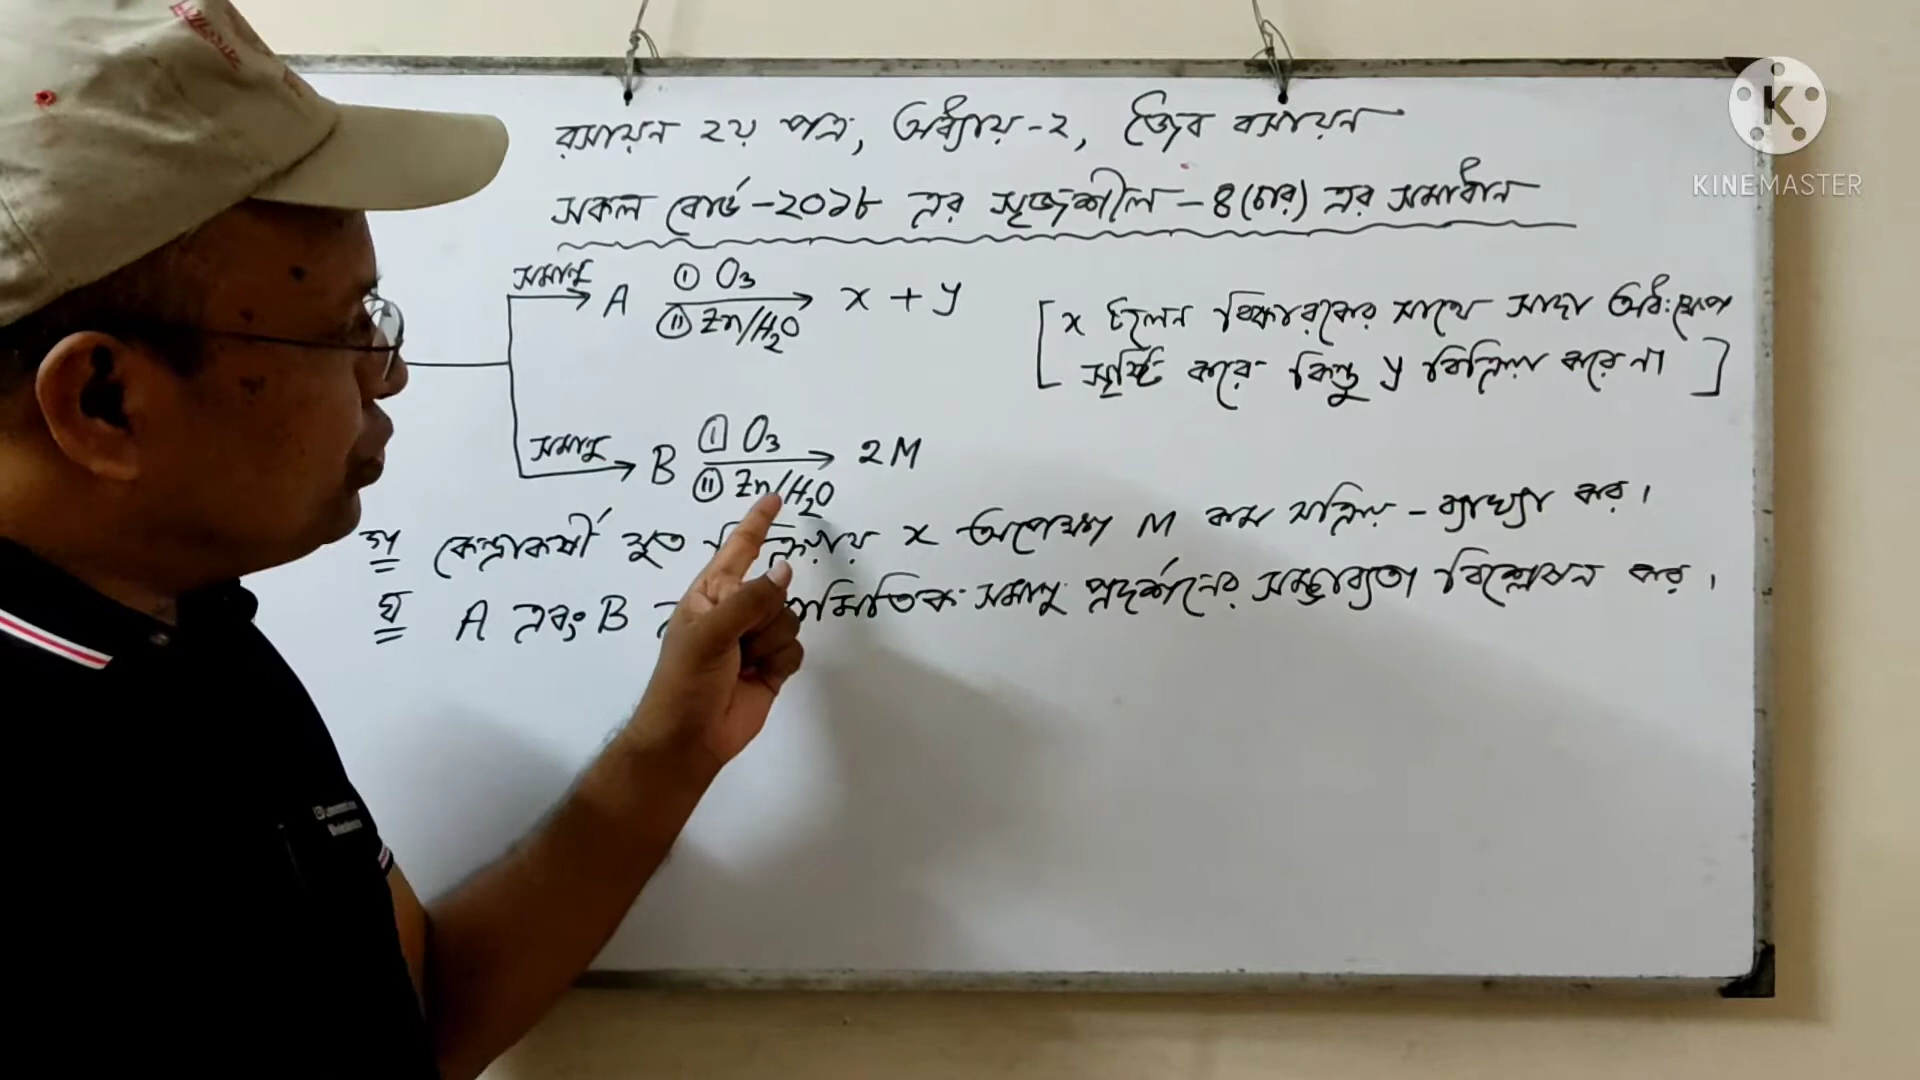 রসায়ন ২য় পত্র, অধ্যায়-২, জৈব রসায়ন
সকল বোর্ড-২০১৮ এর সৃজনশীল-৪(চার) এর সমাধান
সমাণু A ① O₃ ⑪ Zn/H₂O x + y
[x টলেন বিকারকের সাথে সাদা অধঃক্ষেপ
সৃষ্টি করে কিন্তু y বিক্রিয়া করে না]
সমাণু B ① O₃ ⑪ Zn/H₂O 2M
গ কেন্দ্রাকর্ষী যুত বিক্রিয়ায় x অপেক্ষা M কম সক্রিয় - ব্যাখ্যা কর।
ঘ A এবং B সমাণু প্রদর্শনের সম্ভাব্যতা বিশ্লেষন কর।
K
KINEMASTER